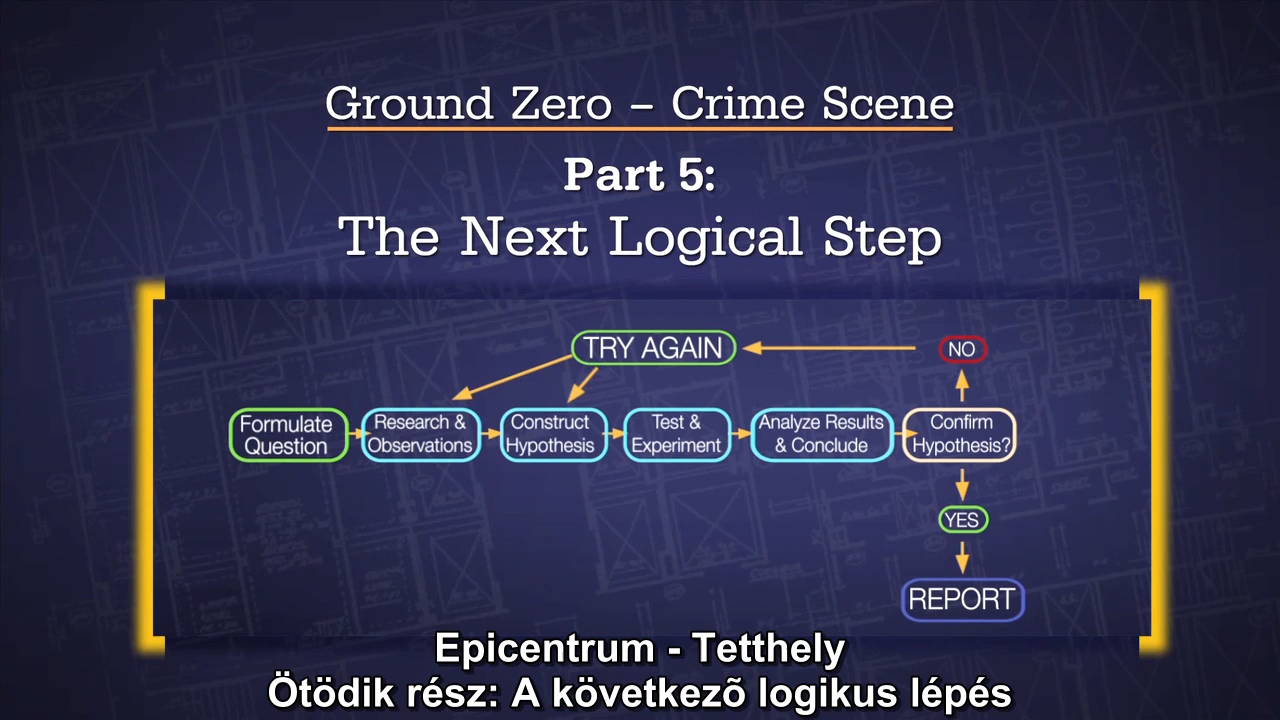 Ground Zero – Crime Scene
Part 5:
The Next Logical Step
TRY AGAIN
NO
Formulate
Question
Research &
Observations
Construct
Hypothesis
Test &
Experiment
Analyze Results
& Conclude
Confirm
Hypothesis?
YES
REPORT
Epicentrum - Tetthely
Ötödik rész: A következõ logikus lépés